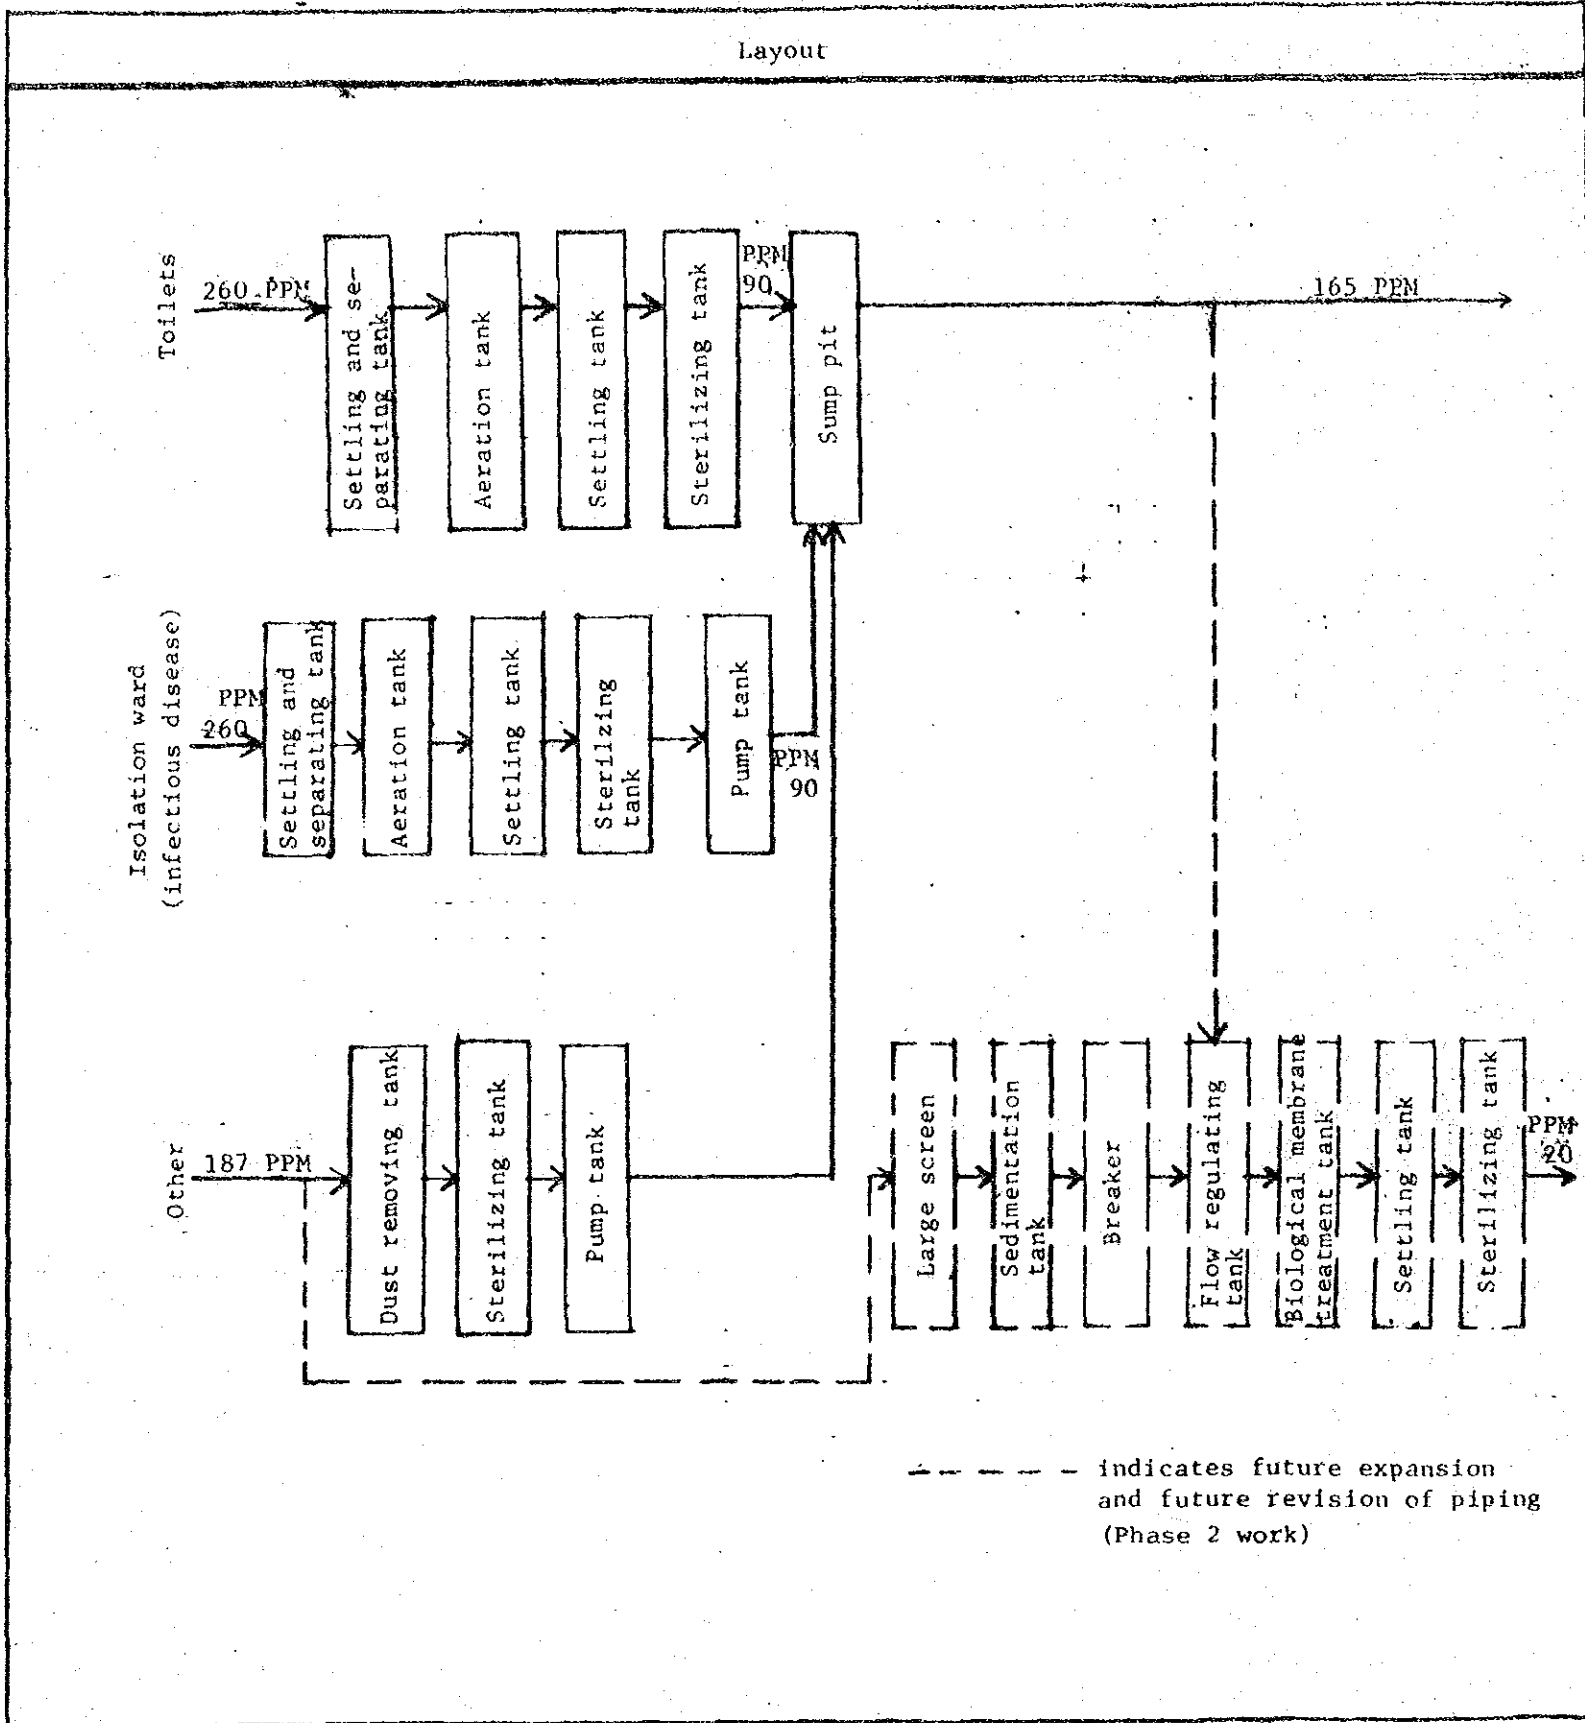 Layout
Toilets
260 PPM
Settling and se-
parating tank
Aeration tank
Settling tank
Sterilizing tank
PPM
90
Sump pit
165 PPM
Isolation ward
(infectious disease)
PPM
260
Settling and
separating tank
Aeration tank
Settling tank
Sterilizing
tank
Pump tank
PPM
90
Other
187 PPM
Dust removing tank
Sterilizing tank
Pump tank
Large screen
Sedimentation
tank
Breaker
Flow regulating
tank
Biological membrane
treatment tank
Settling tank
Sterilizing tank
PPM
20
indicates future expansion
and future revision of piping
(Phase 2 work)